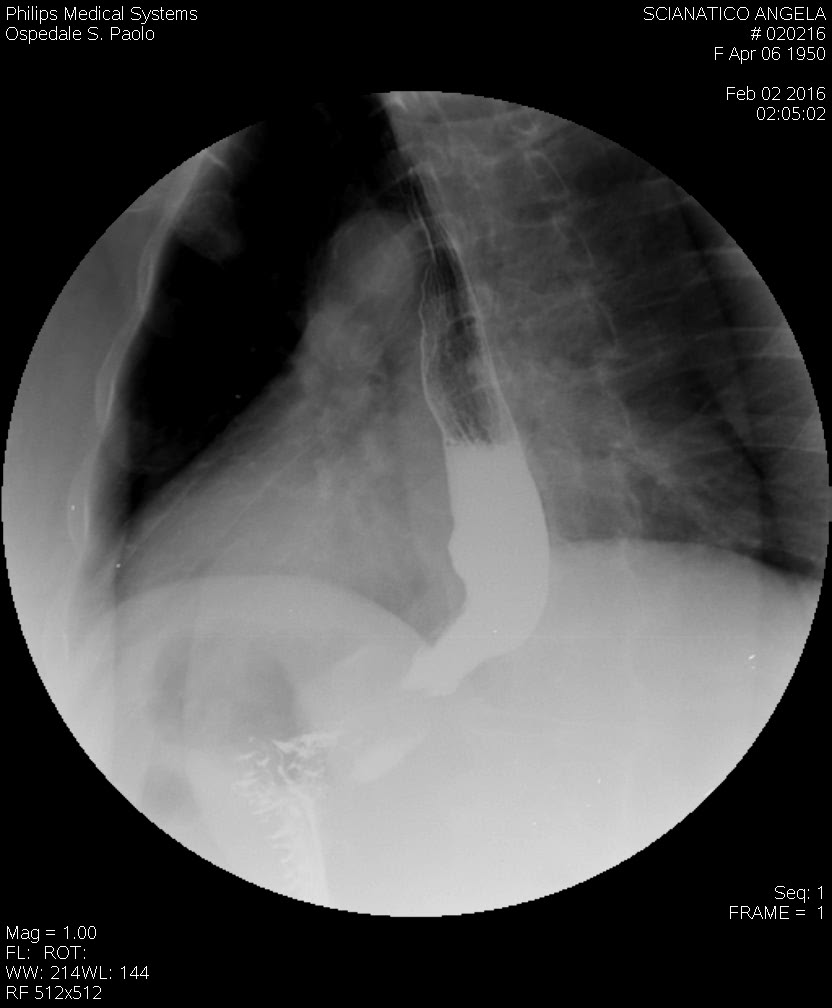 Philips Medical Systems
Ospedale S. Paolo
SCIANATICO ANGELA
# 020216
F Apr 06 1950
Feb 02 2016
02:05:02
Seq: 1
FRAME = 1
Mag = 1.00
FL: ROT:
WW: 214WL: 144
RF 512x512